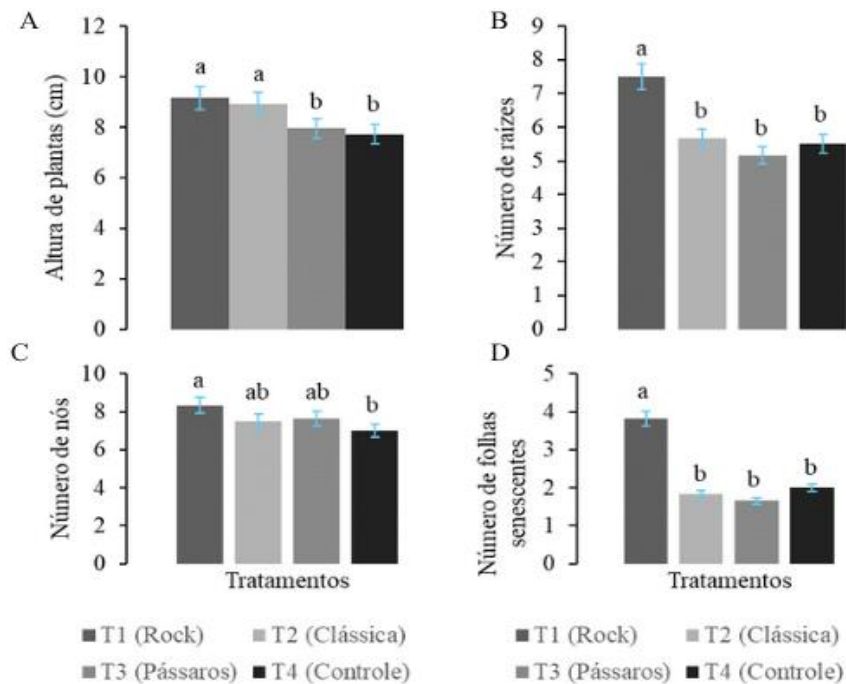 A
Altura de plantas (cm)
12
10
8
6
4
2
0
a
a
b
b
B
Número de raízes
9
8
7
6
5
4
3
2
1
0
a
b
b
b
C
Número de nós
10
8
6
4
2
0
a
ab
ab
b
Tratamentos
D
Número de folhas
senescentes
5
4
3
2
1
0
a
b
b
b
Tratamentos
T1 (Rock)
T2 (Clássica)
T3 (Pássaros)
T4 (Controle)
T1 (Rock)
T2 (Clássica)
T3 (Pássaros)
T4 (Controle)